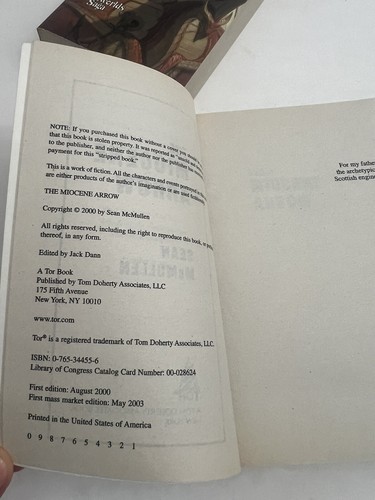 Saga
NOTE: If you purchased this book without a cover you
that this book is stolen property. It was reported as "unsold and
to the publisher, and neither the author nor the publisher has
payment for this "stripped book."
This is a work of fiction. All the characters and events portrayed in
are either products of the author's imagination or are used
THE MIOCENE ARROW
Copyright © 2000 by Sean McMullen
All rights reserved, including the right to reproduce this book, or
thereof, in any form.
Edited by Jack Dann
A Tor Book
Published by Tom Doherty Associates, LLC
175 Fifth Avenue
New York, NY 10010
www.tor.com
Tor® is a registered trademark of Tom Doherty Associates, LLC.
ISBN: 0-765-34455-6
Library of Congress Catalog Card Number: 00-028624
First edition: August 2000
First mass market edition: May 2003
Printed in the United States of America
0 9 8 7 6 5 4 3 2 1
For my father
the archetypic
Scottish engine